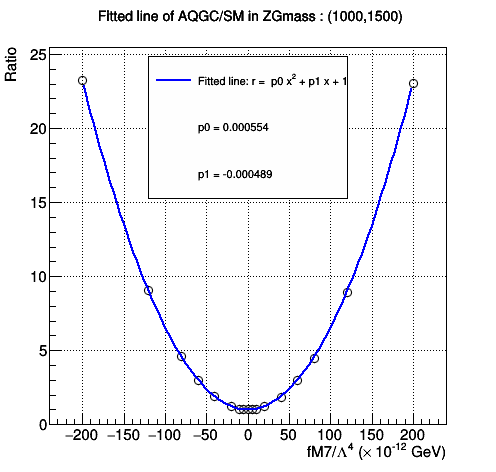 FItted line of AQGC/SM in ZGmass : (1000,1500)
Ratio
Fitted line: r = p0 x² + p1 x + 1
p0 = 0.000554
p1 = -0.000489
25
20
15
10
5
0
−200 −150 −100 −50 0 50 100 150 200
fM7/Λ⁴ (× 10⁻¹² GeV)